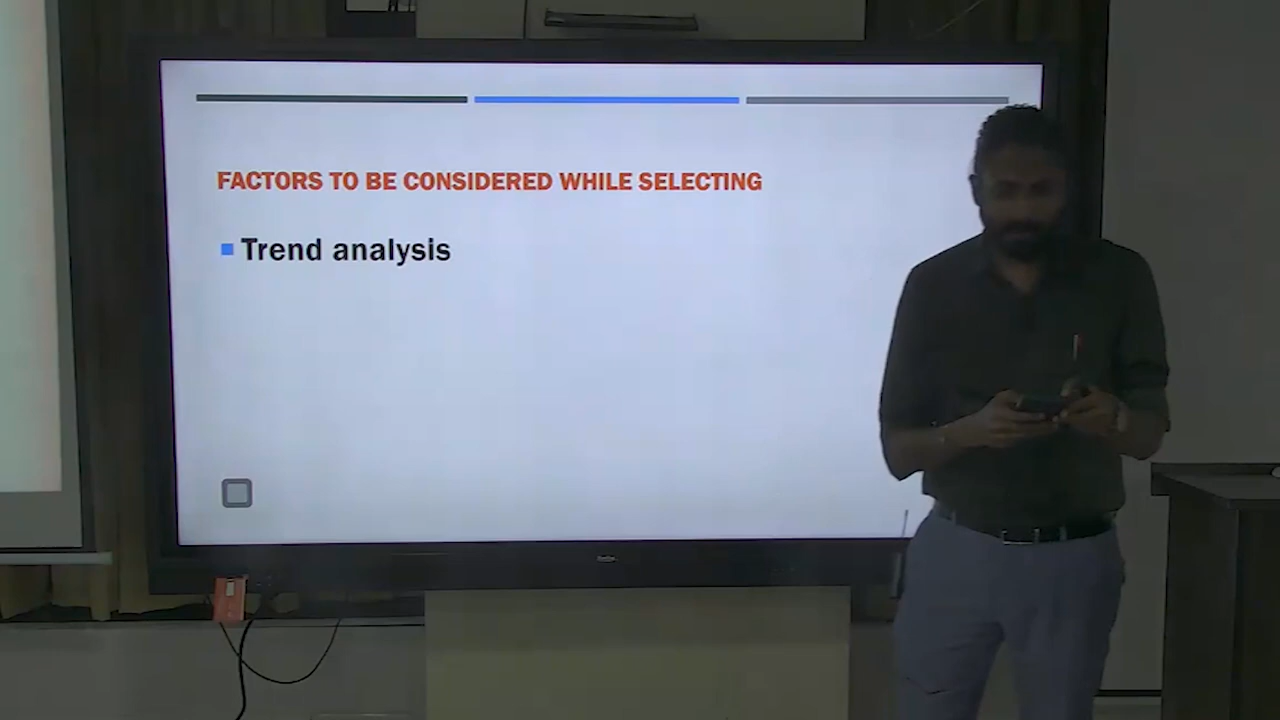 FACTORS TO BE CONSIDERED WHILE SELECTING
Trend analysis